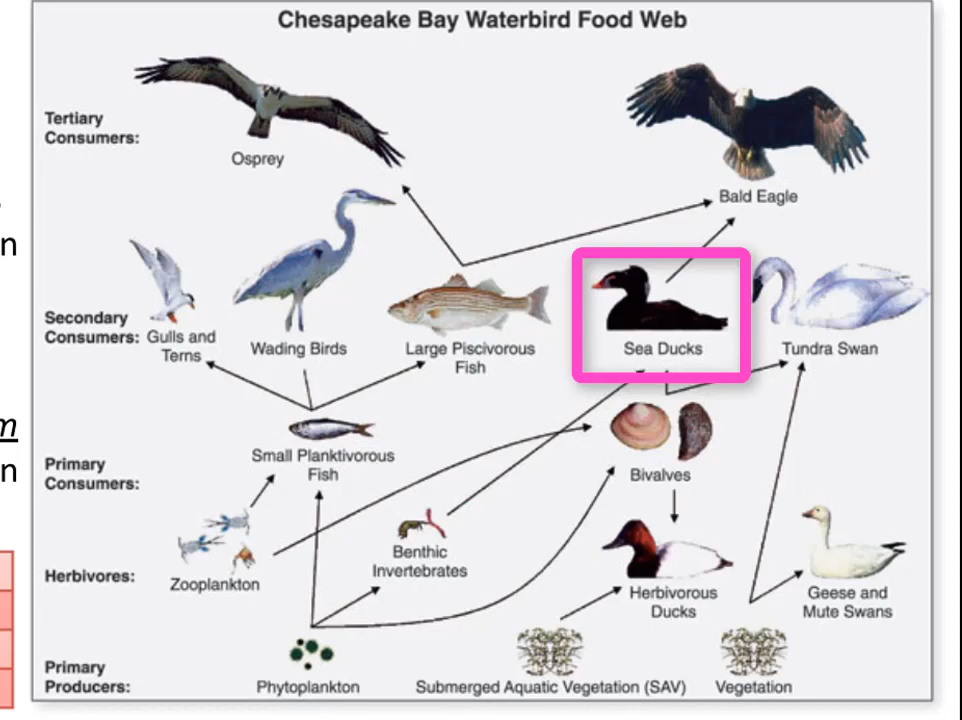 Chesapeake Bay Waterbird Food Web
Tertiary
Consumers:
Osprey
Bald Eagle
n
Secondary
Consumers:
Gulls and
Terns
Wading Birds
Large Piscivorous
Fish
Sea Ducks
Tundra Swan
m
n
Primary
Consumers:
Small Planktivorous
Fish
Bivalves
Herbivores:
Zooplankton
Benthic
Invertebrates
Herbivorous
Ducks
Geese and
Mute Swans
Primary
Producers:
Phytoplankton
Submerged Aquatic Vegetation (SAV)
Vegetation